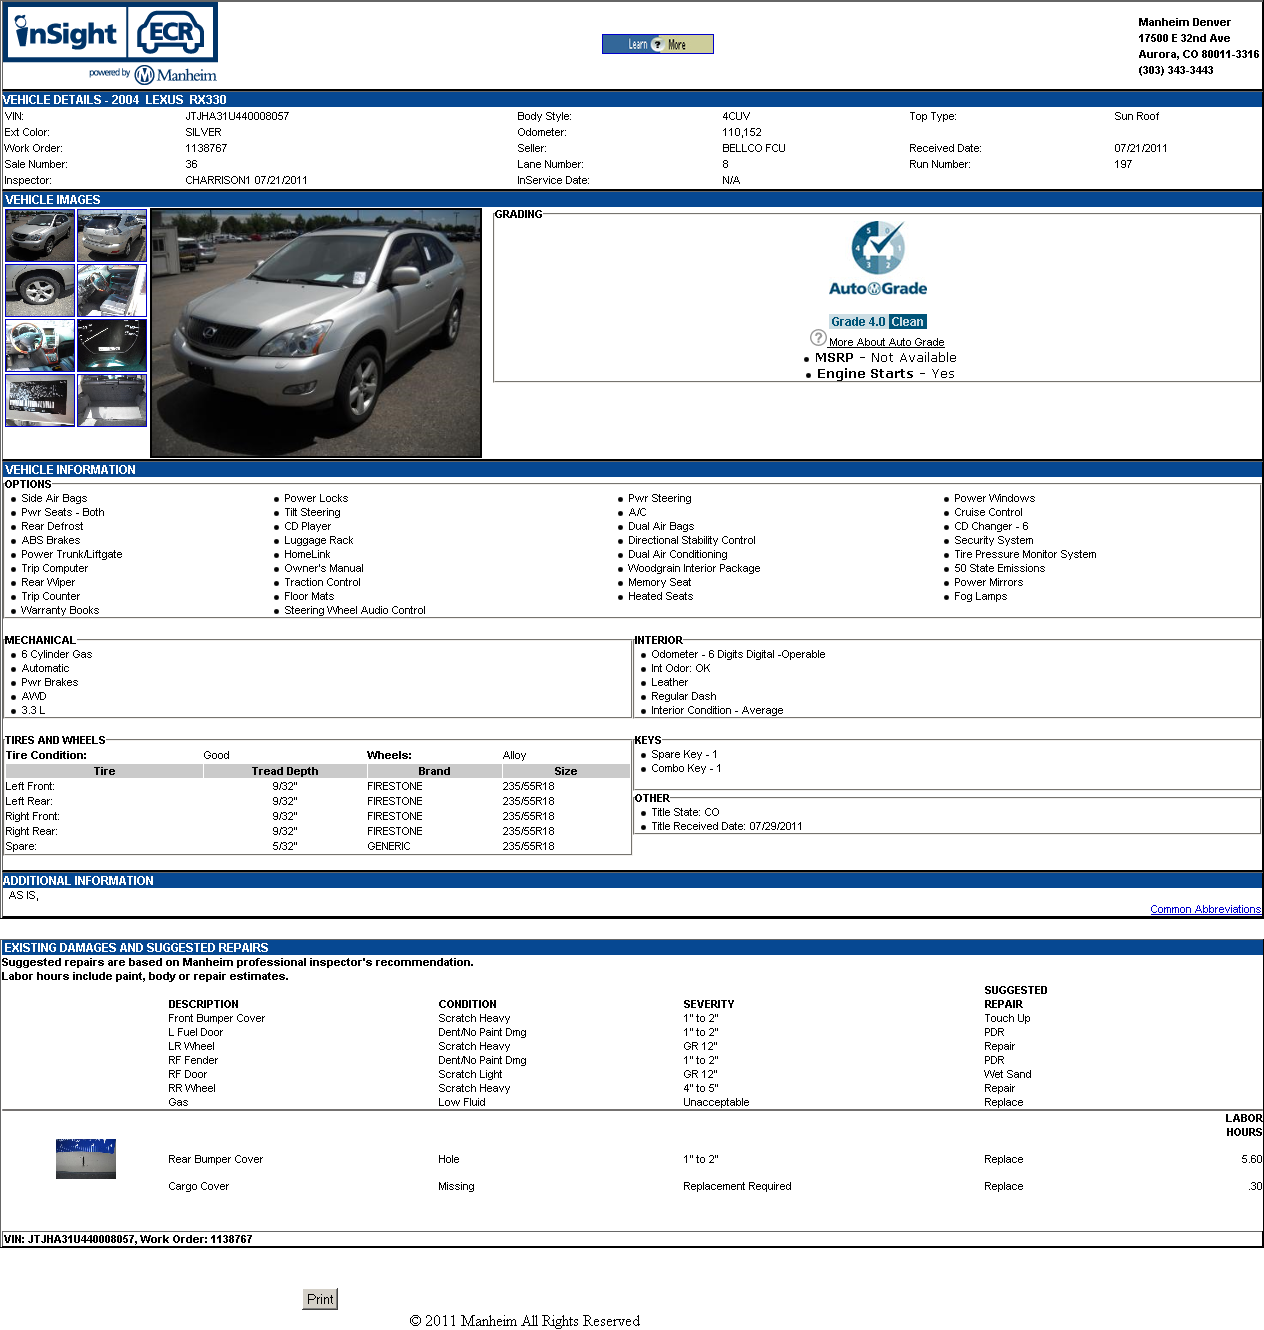 inSight ECR
powered by Manheim
Learn ? More
Manheim Denver
17500 E 32nd Ave
Aurora, CO 80011-3316
(303) 343-3443
VEHICLE DETAILS - 2004 LEXUS RX330
VIN: JTJHA31U440008057 Body Style: 4CUV Top Type: Sun Roof
Ext Color: SILVER Odometer: 110,152
Work Order: 1138767 Seller: BELLCO FCU Received Date: 07/21/2011
Sale Number: 36 Lane Number: 8 Run Number: 197
Inspector: CHARRISON1 07/21/2011 InService Date: N/A
VEHICLE IMAGES
GRADING
5 0 4 1 3 2
AutoGrade
Grade 4.0 Clean
? More About Auto Grade
• MSRP - Not Available
• Engine Starts - Yes
VEHICLE INFORMATION
OPTIONS
• Side Air Bags • Power Locks • Pwr Steering • Power Windows
• Pwr Seats - Both • Tilt Steering • A/C • Cruise Control
• Rear Defrost • CD Player • Dual Air Bags • CD Changer - 6
• ABS Brakes • Luggage Rack • Directional Stability Control • Security System
• Power Trunk/Liftgate • HomeLink • Dual Air Conditioning • Tire Pressure Monitor System
• Trip Computer • Owner's Manual • Woodgrain Interior Package • 50 State Emissions
• Rear Wiper • Traction Control • Memory Seat • Power Mirrors
• Trip Counter • Floor Mats • Heated Seats • Fog Lamps
• Warranty Books • Steering Wheel Audio Control
MECHANICAL
• 6 Cylinder Gas
• Automatic
• Pwr Brakes
• AWD
• 3.3 L
INTERIOR
• Odometer - 6 Digits Digital -Operable
• Int Odor: OK
• Leather
• Regular Dash
• Interior Condition - Average
TIRES AND WHEELS
Tire Condition: Good Wheels: Alloy
Tire Tread Depth Brand Size
Left Front: 9/32" FIRESTONE 235/55R18
Left Rear: 9/32" FIRESTONE 235/55R18
Right Front: 9/32" FIRESTONE 235/55R18
Right Rear: 9/32" FIRESTONE 235/55R18
Spare: 5/32" GENERIC 235/55R18
KEYS
• Spare Key - 1
• Combo Key - 1
OTHER
• Title State: CO
• Title Received Date: 07/29/2011
ADDITIONAL INFORMATION
AS IS,
Common Abbreviations
EXISTING DAMAGES AND SUGGESTED REPAIRS
Suggested repairs are based on Manheim professional inspector's recommendation.
Labor hours include paint, body or repair estimates.
DESCRIPTION CONDITION SEVERITY SUGGESTED REPAIR
Front Bumper Cover Scratch Heavy 1" to 2" Touch Up
L Fuel Door Dent/No Paint Dmg 1" to 2" PDR
LR Wheel Scratch Heavy GR 12" Repair
RF Fender Dent/No Paint Dmg 1" to 2" PDR
RF Door Scratch Light GR 12" Wet Sand
RR Wheel Scratch Heavy 4" to 5" Repair
Gas Low Fluid Unacceptable Replace
LABOR HOURS
Rear Bumper Cover Hole 1" to 2" Replace 5.60
Cargo Cover Missing Replacement Required Replace .30
VIN: JTJHA31U440008057, Work Order: 1138767
Print
© 2011 Manheim All Rights Reserved